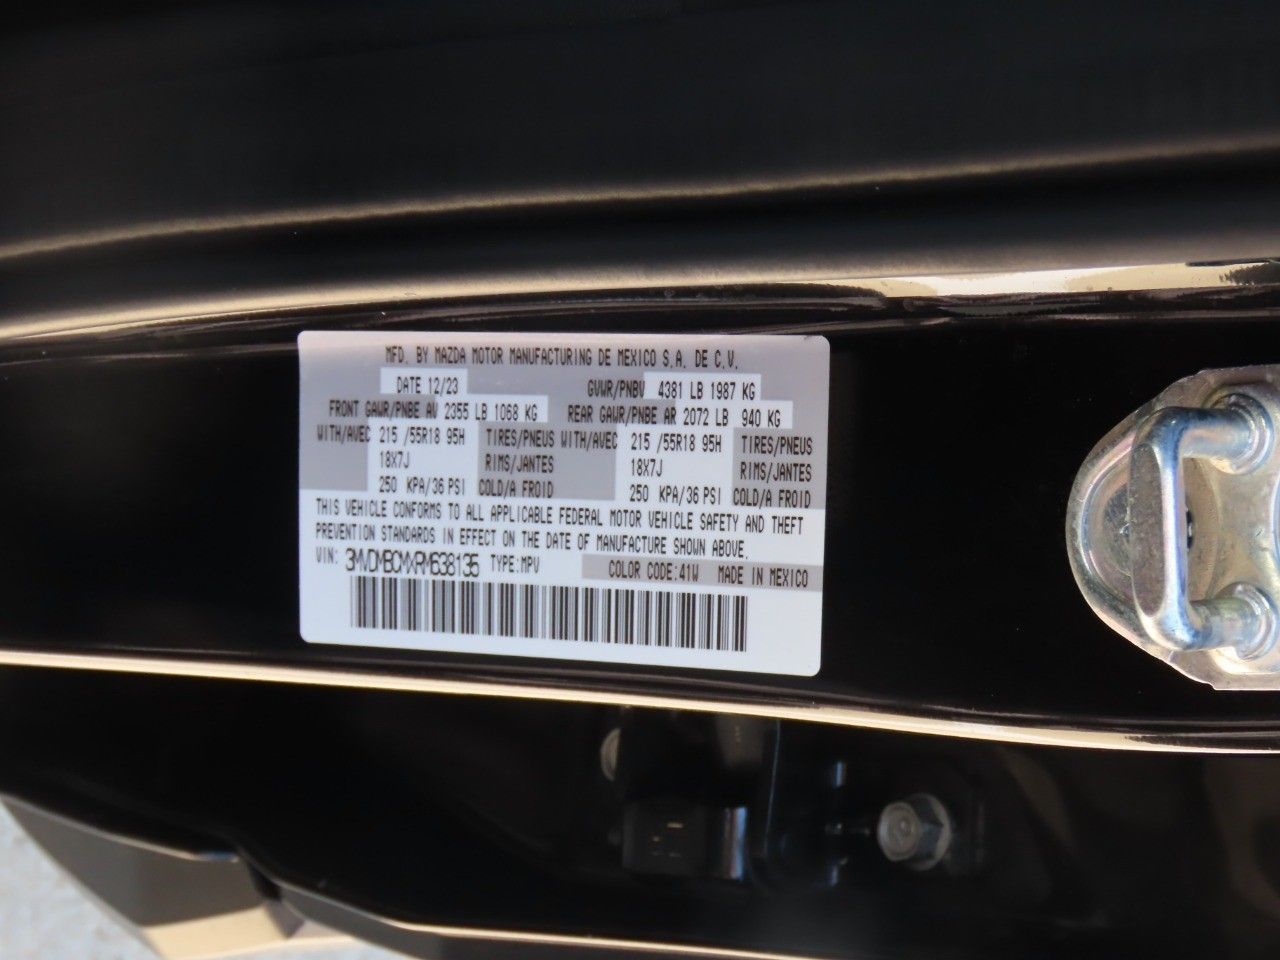 MFD. BY MAZDA MOTOR MANUFACTURING DE MEXICO S.A. DE C.V.
DATE 12/23 GVWR/PNBV 4381 LB 1987 KG
FRONT GAWR/PNBE AV 2355 LB 1068 KG REAR GAWR/PNBE AR 2072 LB 940 KG
WITH/AVEC 215 /55R18 95H TIRES/PNEUS WITH/AVEC 215 /55R18 95H TIRES/PNEUS
18X7J RIMS/JANTES 18X7J RIMS/JANTES
250 KPA/36 PSI COLD/A FROID 250 KPA/36 PSI COLD/A FROID
THIS VEHICLE CONFORMS TO ALL APPLICABLE FEDERAL MOTOR VEHICLE SAFETY AND THEFT
PREVENTION STANDARDS IN EFFECT ON THE DATE OF MANUFACTURE SHOWN ABOVE.
VIN: 3MVDMBCMXRM638135 TYPE:MPV COLOR CODE:41W MADE IN MEXICO